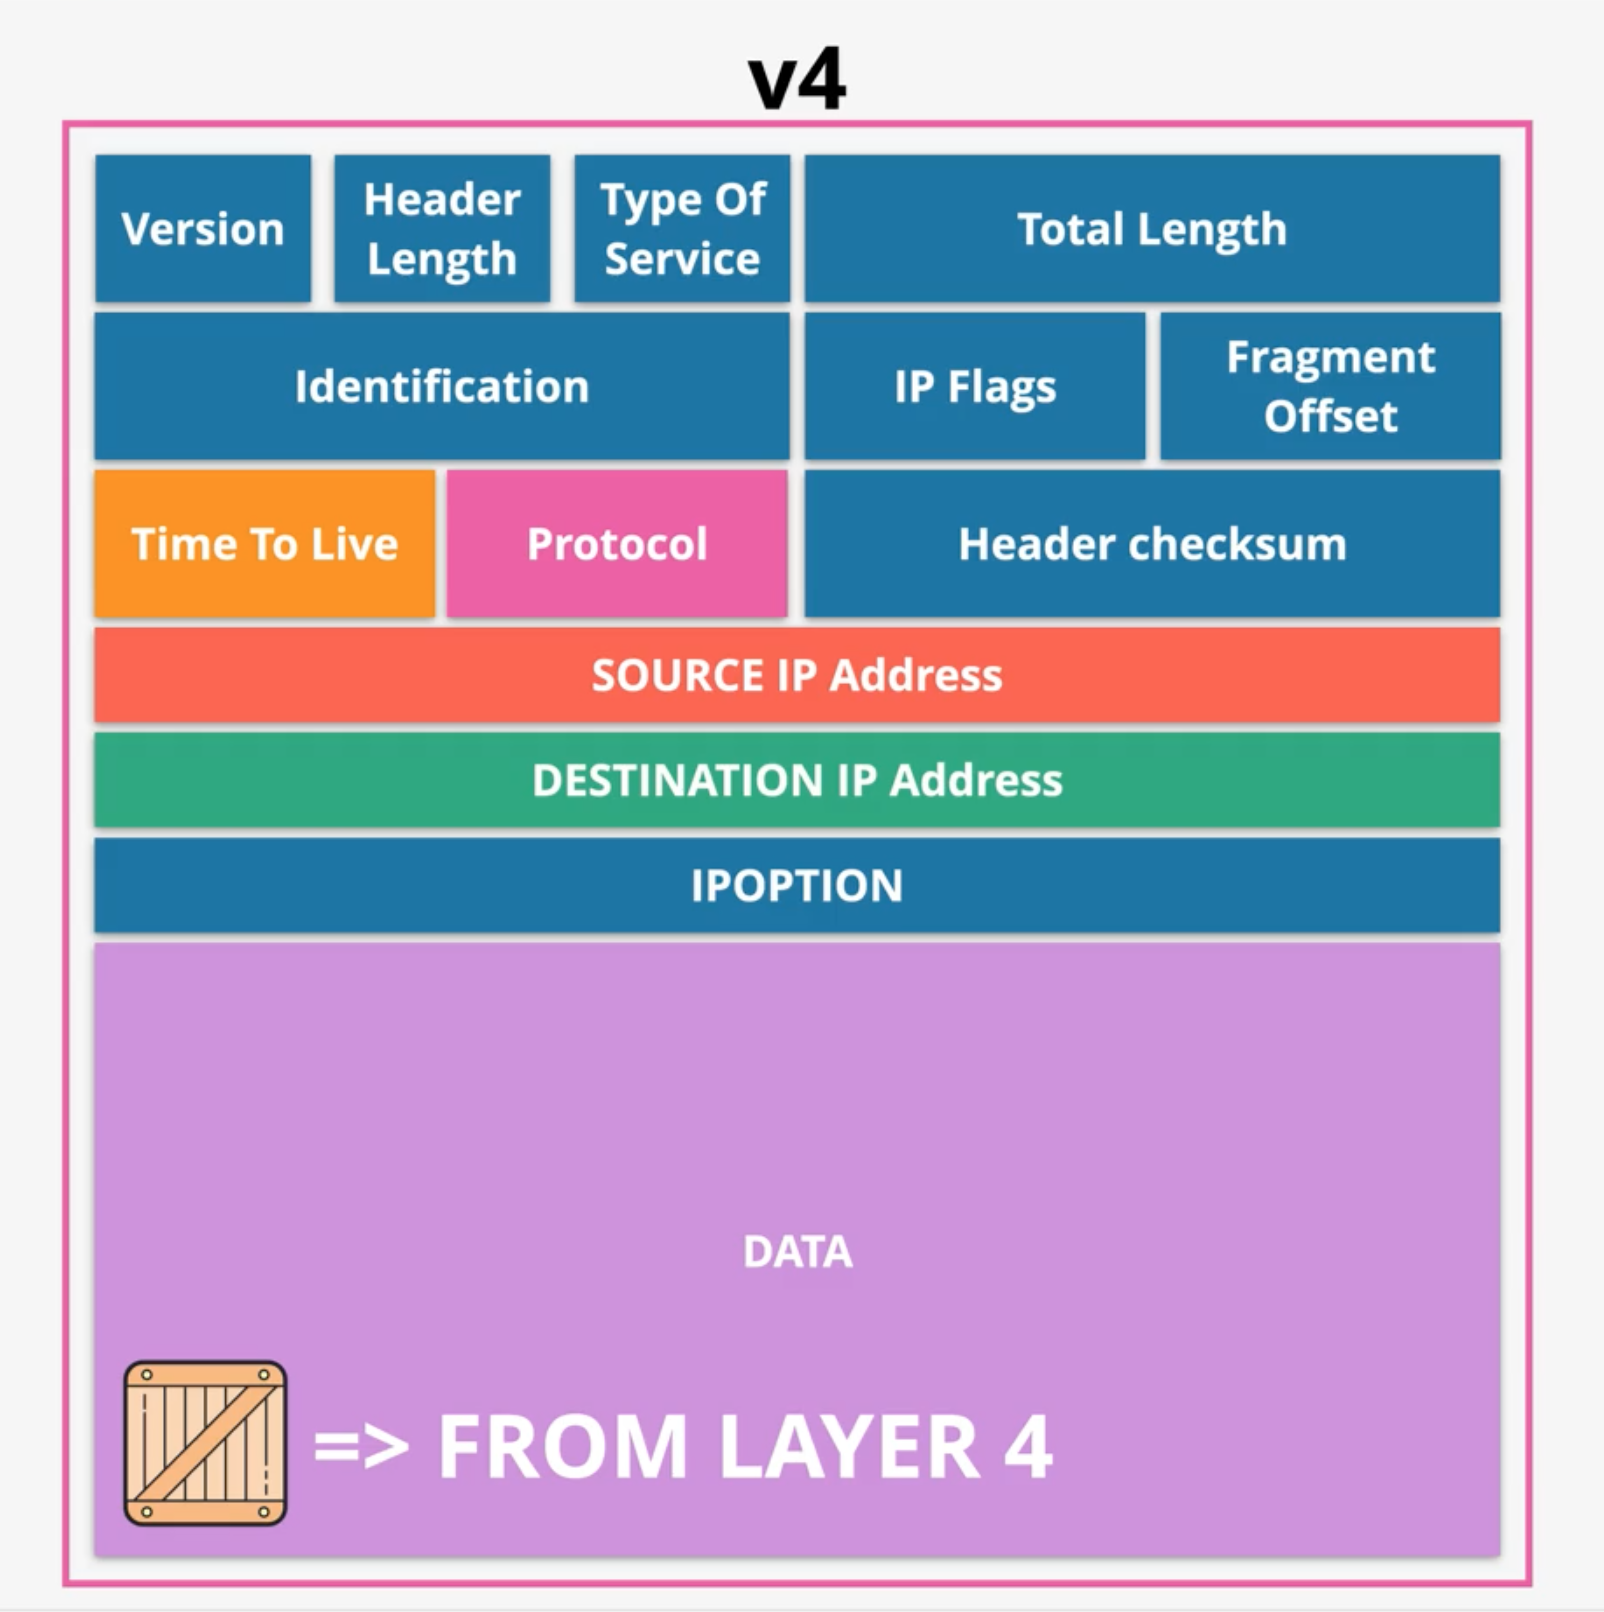 v4
Version
Header
Length
Type Of
Service
Total Length
Identification
IP Flags
Fragment
Offset
Time To Live
Protocol
Header checksum
SOURCE IP Address
DESTINATION IP Address
IPOPTION
DATA
=> FROM LAYER 4